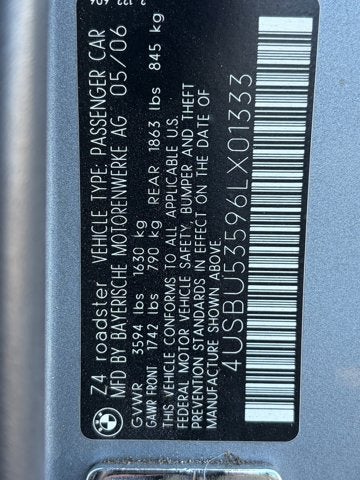 Z4 roadster VEHICLE TYPE: PASSENGER CAR
MFD BY BAYERISCHE MOTORENWERKE AG 05/06
GVWR 3594 lbs 1630 kg
GAWR FRONT 1742 lbs 790 kg REAR 1863 lbs 845 kg
THIS VEHICLE CONFORMS TO ALL APPLICABLE U.S.
FEDERAL MOTOR VEHICLE SAFETY, BUMPER AND THEFT
PREVENTION STANDARDS IN EFFECT ON THE DATE OF
MANUFACTURE SHOWN ABOVE.
4USBU53596LX01333